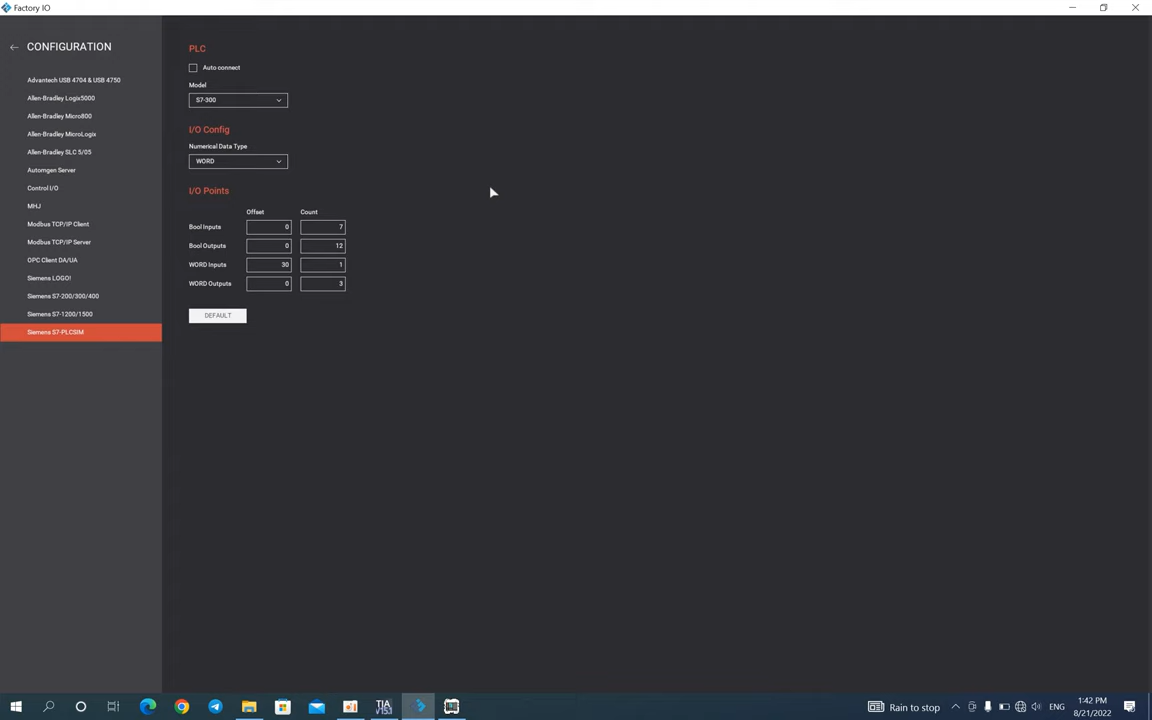 Factory IO
CONFIGURATION
Advantech USB 4704 & USB 4750
Allen-Bradley Logix5000
Allen-Bradley Micro800
Allen-Bradley MicroLogix
Allen-Bradley SLC 5/05
Automgen Server
Control I/O
MHJ
Modbus TCP/IP Client
Modbus TCP/IP Server
OPC Client DA/UA
Siemens LOGO!
Siemens S7-200/300/400
Siemens S7-1200/1500
Siemens S7-PLCSIM
PLC
Auto connect
Model
S7-300
I/O Config
Numerical Data Type
WORD
I/O Points
Offset Count
Bool Inputs 0 7
Bool Outputs 0 12
WORD Inputs 30 1
WORD Outputs 0 3
DEFAULT
TIA
V15.1
Rain to stop
ENG
1:42 PM
8/21/2022